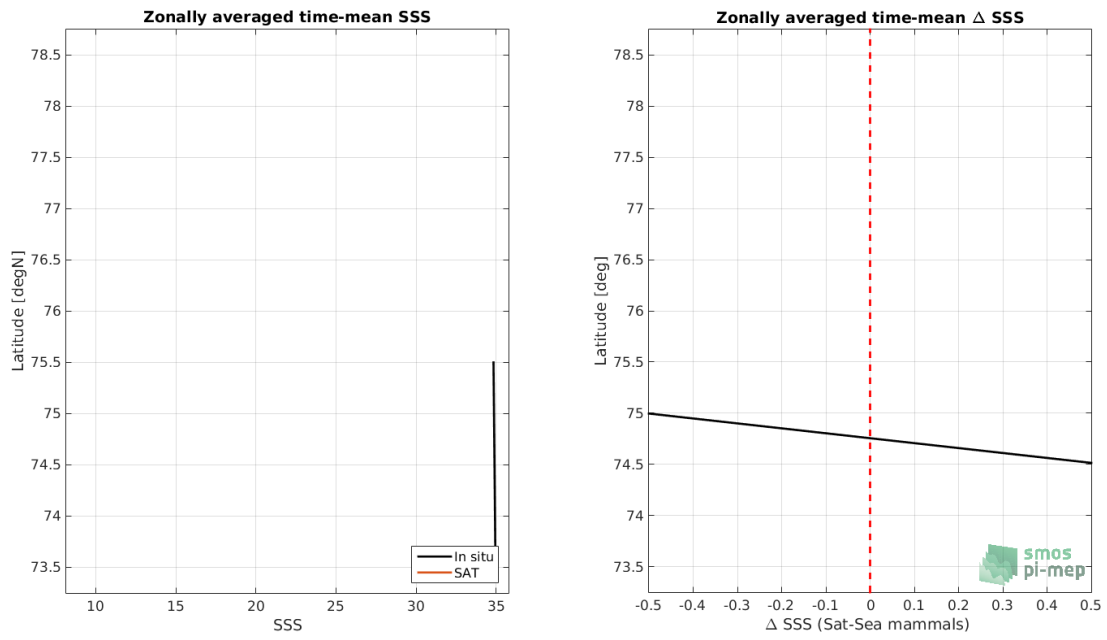 Zonally averaged time-mean SSS
78.5
78
77.5
77
76.5
76
75.5
75
74.5
74
73.5
Latitude [degN]
10 15 20 25 30 35
SSS
In situ
SAT
Zonally averaged time-mean Δ SSS
78.5
78
77.5
77
76.5
76
75.5
75
74.5
74
73.5
Latitude [deg]
-0.5 -0.4 -0.3 -0.2 -0.1 0 0.1 0.2 0.3 0.4 0.5
Δ SSS (Sat-Sea mammals)
smos
pi-mep